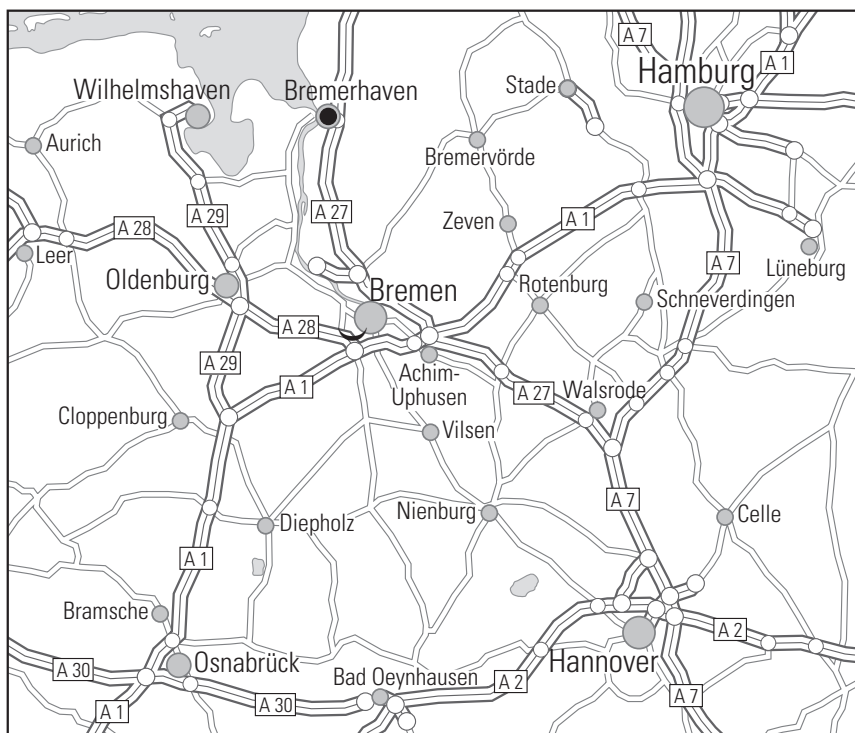 A 7
Hamburg
A 1
Wilhelmshaven
Bremerhaven
Stade
Aurich
Bremervörde
A 29
A 27
Zeven
A 1
A 28
Leer
A 7
Lüneburg
Oldenburg
Bremen
Rotenburg
Schneverdingen
A 28
A 29
A 1
Achim-
Uphusen
A 27
Walsrode
Cloppenburg
Vilsen
A 7
Diepholz
Nienburg
Celle
A 1
Bramsche
A 2
Osnabrück
Hannover
A 30
Bad Oeynhausen
A 2
A 7
A 30
A 1